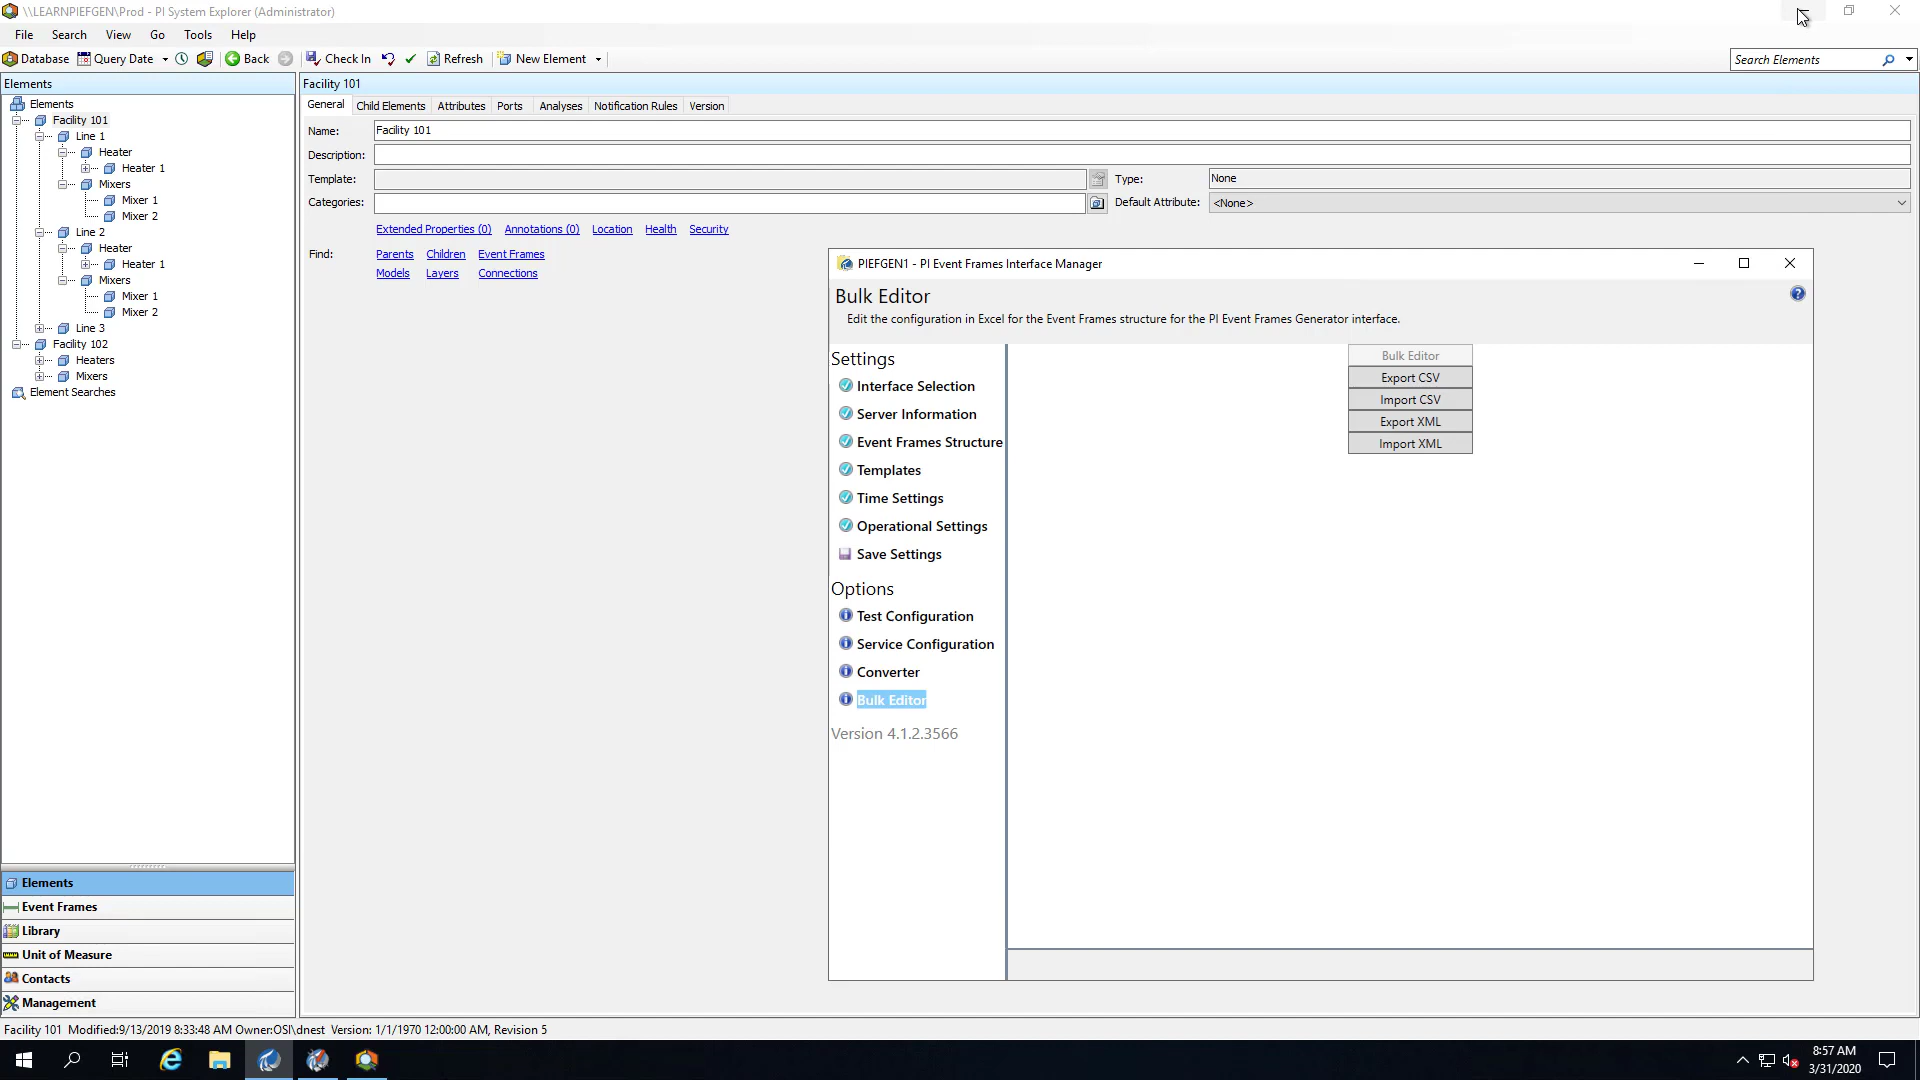 \\LEARNPIEFGEN\Prod - PI System Explorer (Administrator)
File Search View Go Tools Help
Database Query Date Back Check In Refresh New Element
Search Elements
Elements
Elements
Facility 101
Line 1
Heater
Heater 1
Mixers
Mixer 1
Mixer 2
Line 2
Heater
Heater 1
Mixers
Mixer 1
Mixer 2
Line 3
Facility 102
Heaters
Mixers
Element Searches
Elements
Event Frames
Library
Unit of Measure
Contacts
Management
Facility 101
General Child Elements Attributes Ports Analyses Notification Rules Version
Name: Facility 101
Description:
Template: Type: None
Categories: Default Attribute: <None>
Extended Properties (0) Annotations (0) Location Health Security
Find: Parents Children Event Frames
Models Layers Connections
PIEFGEN1 - PI Event Frames Interface Manager
Bulk Editor
Edit the configuration in Excel for the Event Frames structure for the PI Event Frames Generator interface.
Settings
Interface Selection
Server Information
Event Frames Structure
Templates
Time Settings
Operational Settings
Save Settings
Options
Test Configuration
Service Configuration
Converter
Bulk Editor
Version 4.1.2.3566
Bulk Editor
Export CSV
Import CSV
Export XML
Import XML
Facility 101 Modified:9/13/2019 8:33:48 AM Owner:OSI\dnest Version: 1/1/1970 12:00:00 AM, Revision 5
8:57 AM
3/31/2020